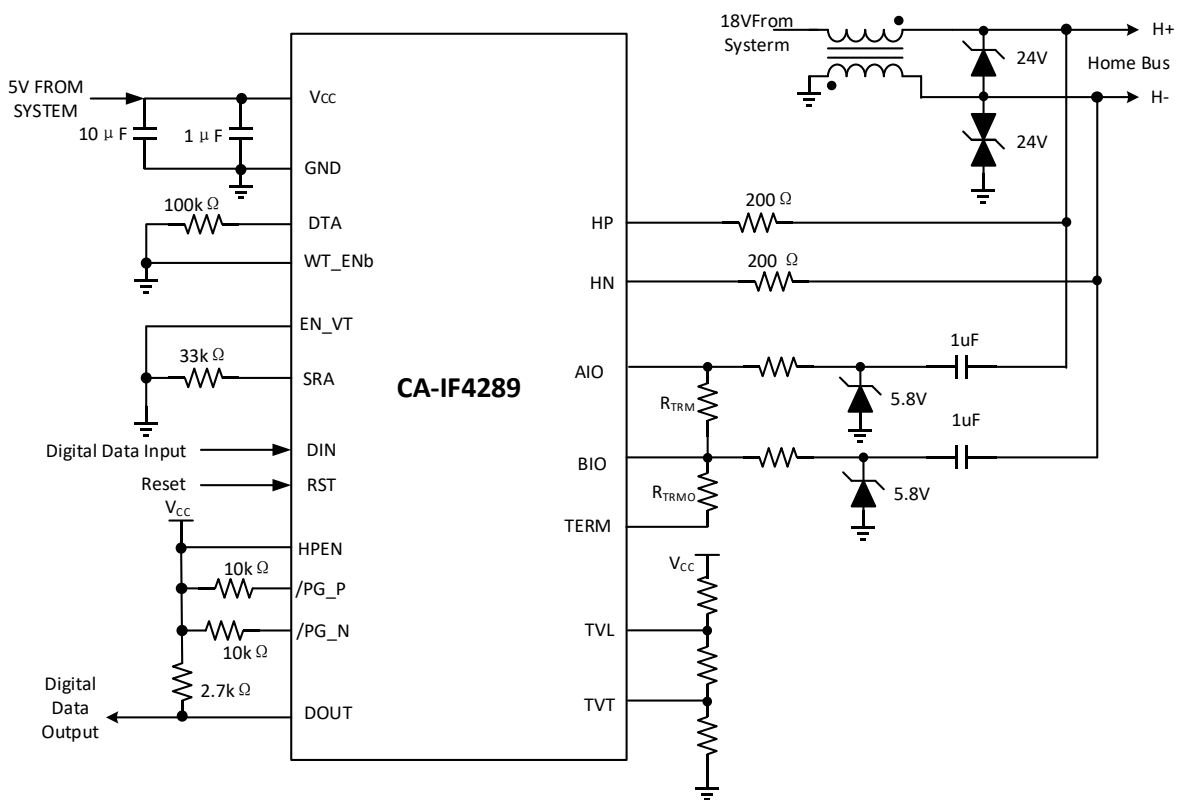 18VFrom
Systerm
H+
24V
Home Bus
H-
24V
5V FROM
SYSTEM
10 μ F
1 μ F
VCC
GND
100k Ω
DTA
WT_ENb
EN_VT
33k Ω
SRA
Digital Data Input
DIN
Reset
RST
VCC
HPEN
10k Ω
/PG_P
/PG_N
10k Ω
2.7k Ω
Digital
Data
Output
DOUT
CA-IF4289
HP
200 Ω
HN
200 Ω
AIO
1uF
RTRM
5.8V
1uF
BIO
RTRMO
5.8V
TERM
VCC
TVL
TVT